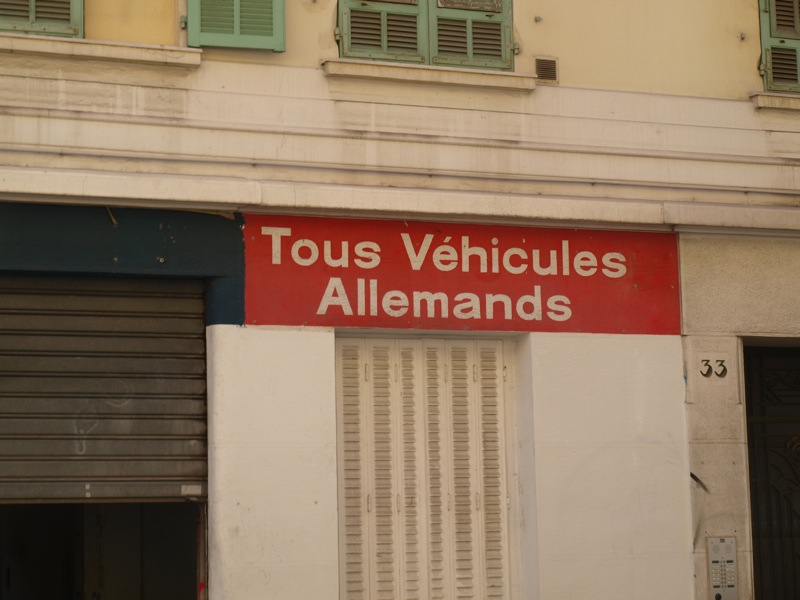 Tous Véhicules
Allemands
33